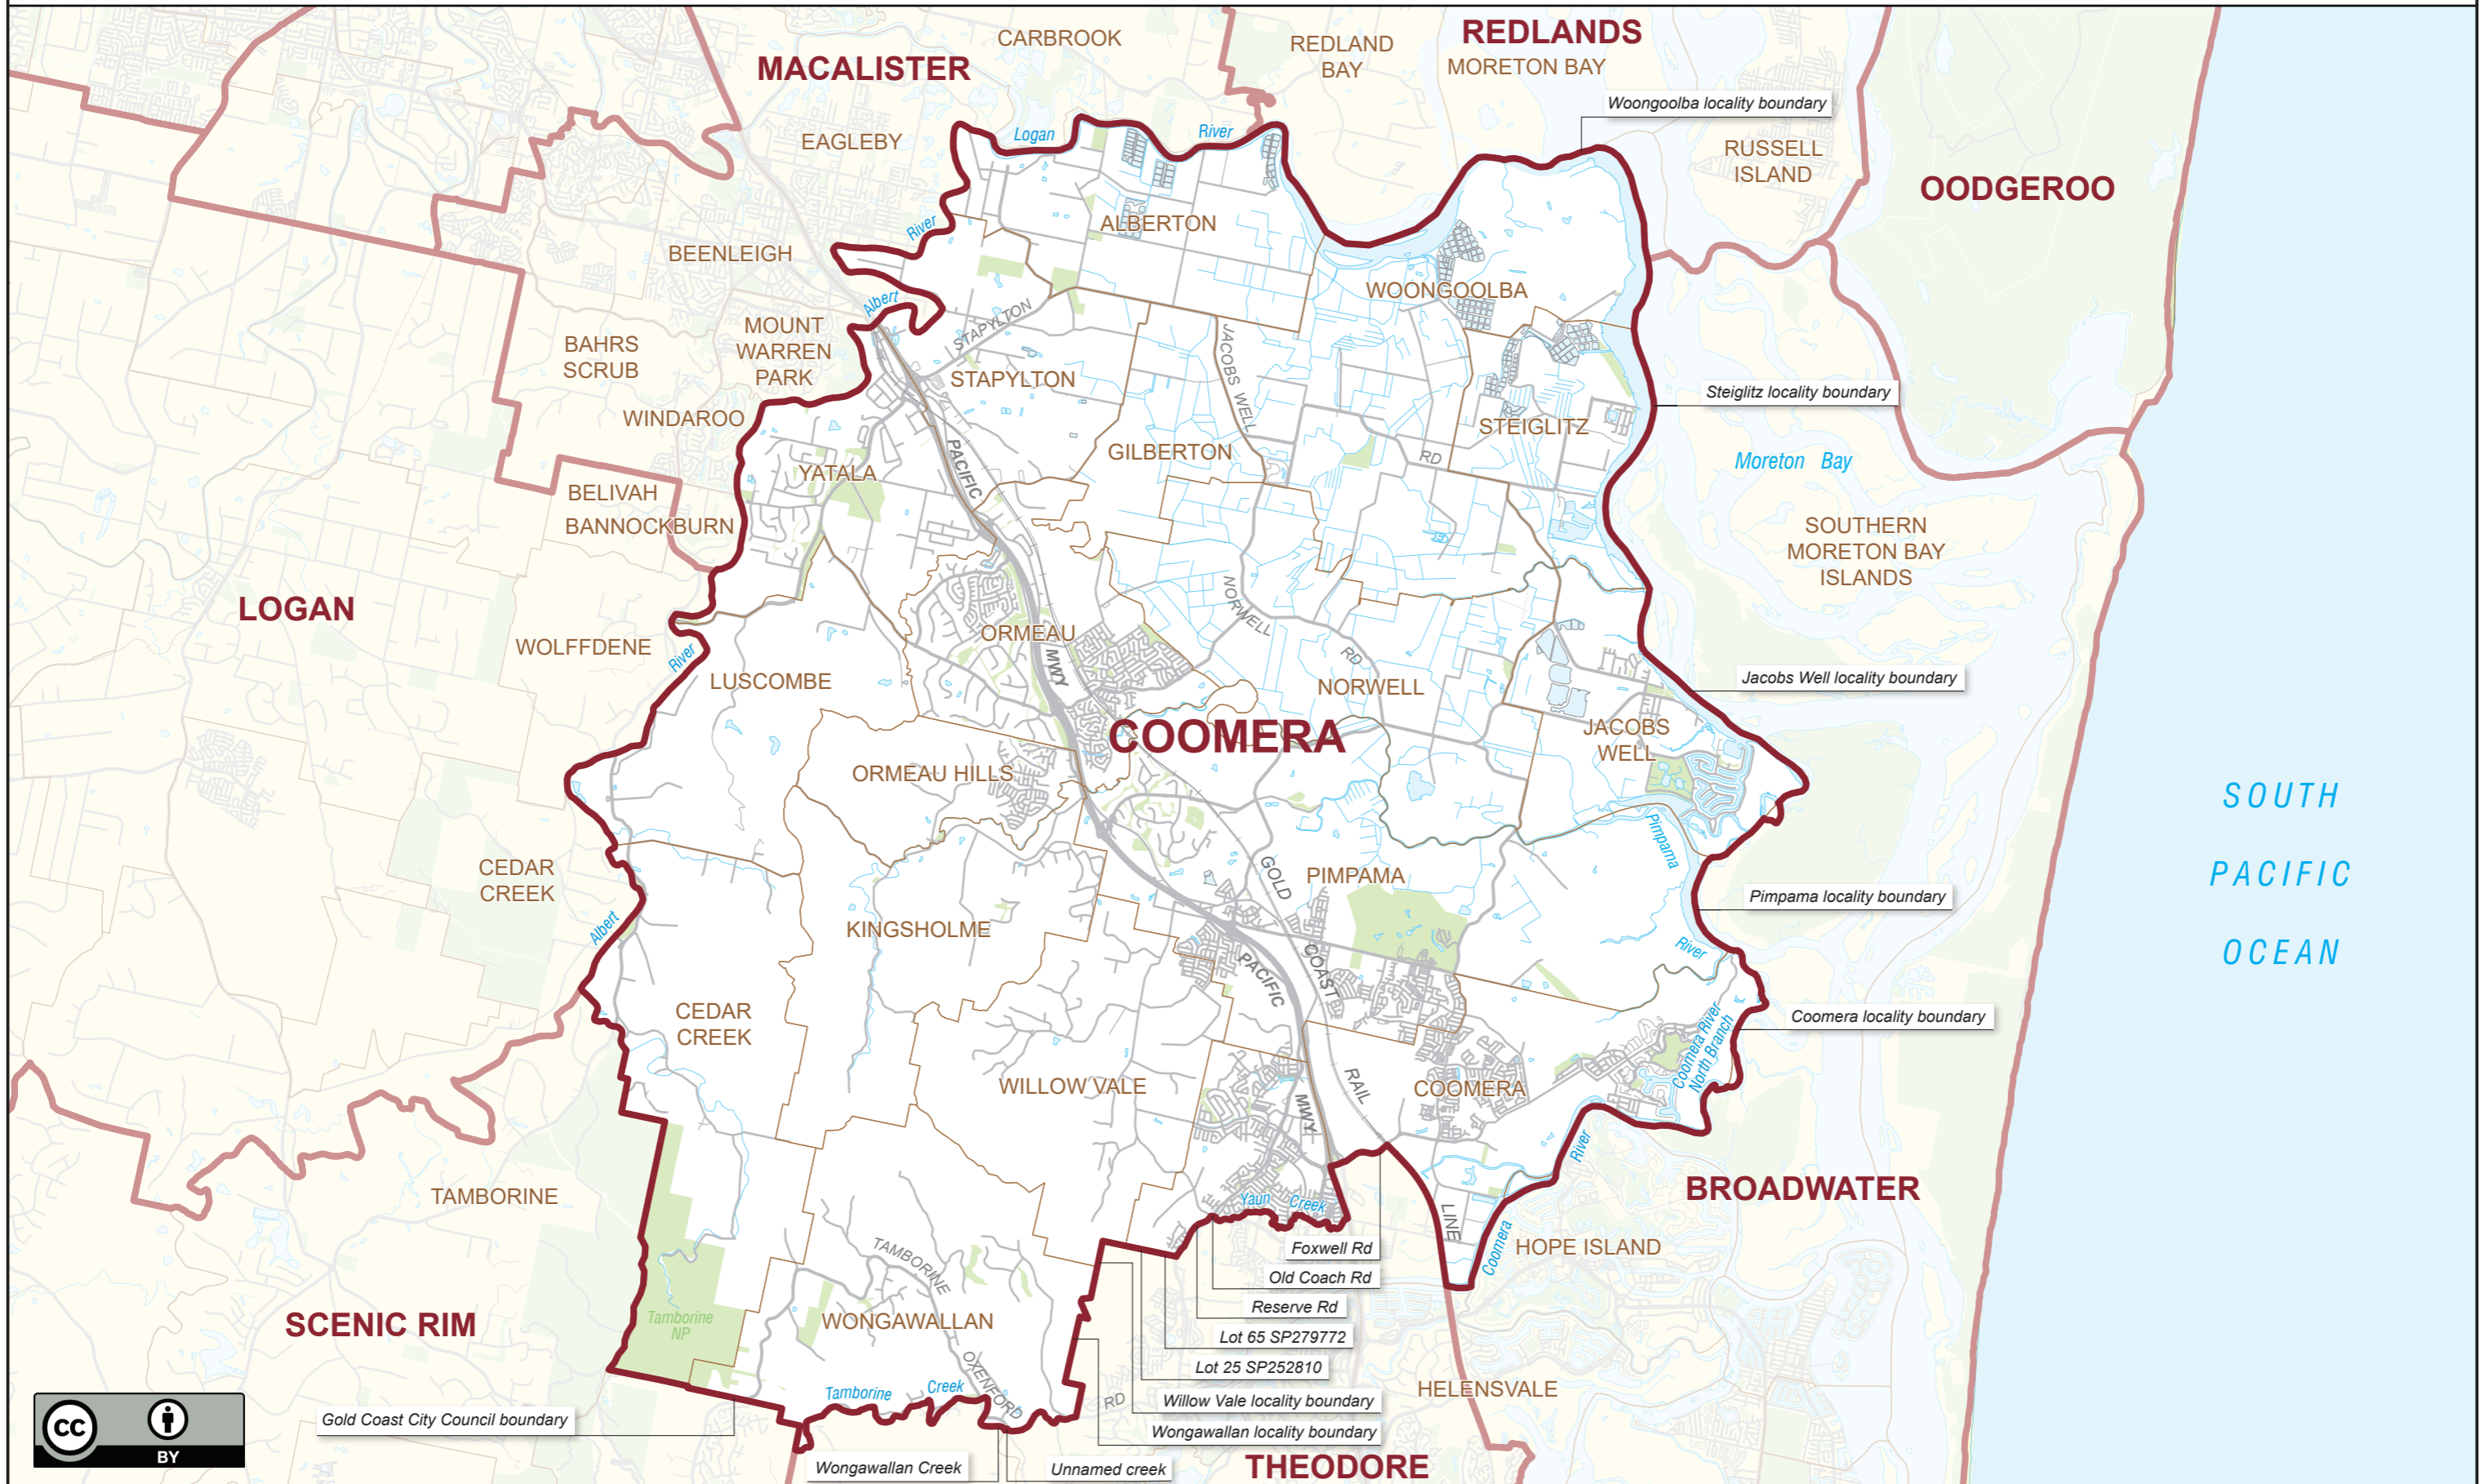 REDLANDS
CARBROOK
MACALISTER
REDLAND
BAY
MORETON BAY
Woongoolba locality boundary
EAGLEBY
Logan
River
RUSSELL
ISLAND
OODGEROO
River
ALBERTON
BEENLEIGH
Albert
WOONGOOLBA
STAPYLTON
MOUNT
WARREN
PARK
BAHRS
SCRUB
JACOBS WELL
STAPYLTON
Steiglitz locality boundary
WINDAROO
STEIGLITZ
GILBERTON
RD
Moreton Bay
PACIFIC
YATALA
BELIVAH
BANNOCKBURN
SOUTHERN
MORETON BAY
ISLANDS
LOGAN
NORWELL
RD
ORMEAU
MWY
WOLFFDENE
River
LUSCOMBE
NORWELL
Jacobs Well locality boundary
COOMERA
JACOBS
WELL
ORMEAU HILLS
SOUTH
PACIFIC
OCEAN
Pimpama
CEDAR
CREEK
GOLD
PIMPAMA
Pimpama locality boundary
Albert
KINGSHOLME
River
PACIFIC
COAST
CEDAR
CREEK
Coomera locality boundary
Coomera River
North Branch
WILLOW VALE
RAIL
COOMERA
MWY
River
TAMBORINE
BROADWATER
Yaun Creek
LINE
Coomera
HOPE ISLAND
Foxwell Rd
TAMBORINE
Old Coach Rd
Reserve Rd
SCENIC RIM
Tamborine
NP
WONGAWALLAN
Lot 65 SP279772
Lot 25 SP252810
OXENFORD
HELENSVALE
Tamborine Creek
RD
Willow Vale locality boundary
Gold Coast City Council boundary
Wongawallan locality boundary
cc
BY
Wongawallan Creek
Unnamed creek
THEODORE